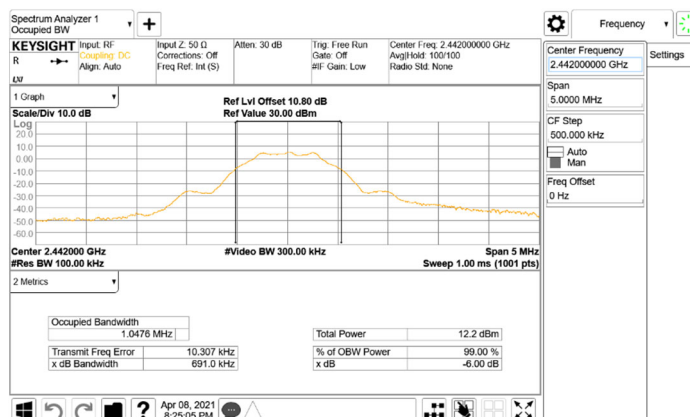 Spectrum Analyzer 1
Occupied BW
Frequency
KEYSIGHT Input: RF Input Z: 50 Ω Atten: 30 dB Trig: Free Run Center Freq: 2.442000000 GHz
R Coupling: DC Corrections: Off Gate: Off Avg|Hold: 100/100
Align: Auto Freq Ref: Int (S) #IF Gain: Low Radio Std: None
LXI
Center Frequency
2.442000000 GHz
Settings
Span
5.0000 MHz
CF Step
500.000 kHz
Auto
Man
Freq Offset
0 Hz
1 Graph
Ref Lvl Offset 10.80 dB
Scale/Div 10.0 dB Ref Value 30.00 dBm
Log
20.0
10.0
0.00
-10.0
-20.0
-30.0
-40.0
-50.0
-60.0
Center 2.442000 GHz #Video BW 300.00 kHz Span 5 MHz
#Res BW 100.00 kHz Sweep 1.00 ms (1001 pts)
2 Metrics
Occupied Bandwidth
1.0476 MHz Total Power 12.2 dBm
Transmit Freq Error 10.307 kHz % of OBW Power 99.00 %
x dB Bandwidth 691.0 kHz x dB -6.00 dB
Apr 08, 2021
8:25:05 PM